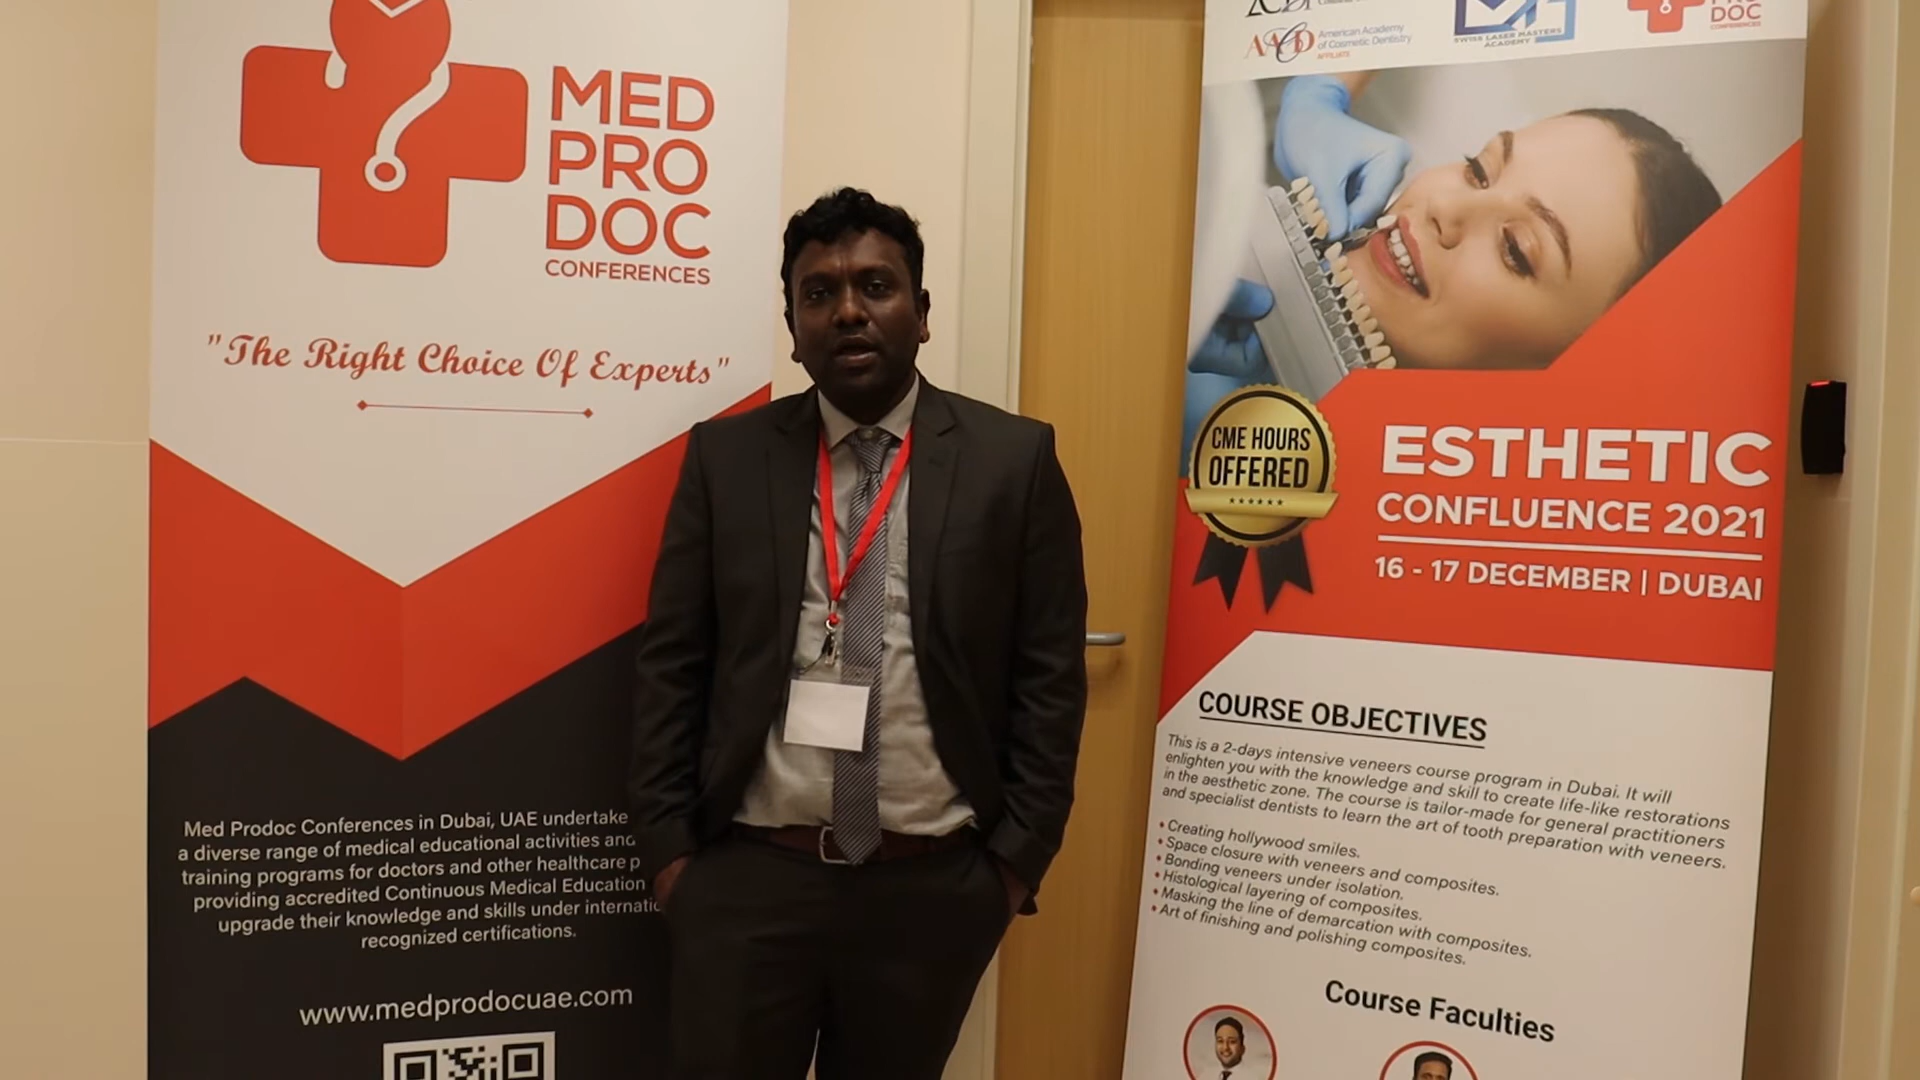 MED
PRO
DOC
CONFERENCES
"The Right Choice Of Experts"
Med Prodoc Conferences in Dubai, UAE undertake
a diverse range of medical educational activities and
training programs for doctors and other healthcare p
providing accredited Continuous Medical Education
upgrade their knowledge and skills under internatio
recognized certifications.
www.medprodocuae.com
American Academy
of Cosmetic Dentistry
AFFILIATE
SWISS LASER MASTERS
ACADEMY
DOC
CONFERENCES
CME HOURS
OFFERED
ESTHETIC
CONFLUENCE 2021
16 - 17 DECEMBER | DUBAI
COURSE OBJECTIVES
This is a 2-days intensive veneers course program in Dubai. It will
enlighten you with the knowledge and skill to create life-like restorations
in the aesthetic zone. The course is tailor-made for general practitioners
and specialist dentists to learn the art of tooth preparation with veneers.
• Creating hollywood smiles.
• Space closure with veneers and composites.
• Bonding veneers under isolation.
• Histological layering of composites.
• Masking the line of demarcation with composites.
• Art of finishing and polishing composites.
Course Faculties